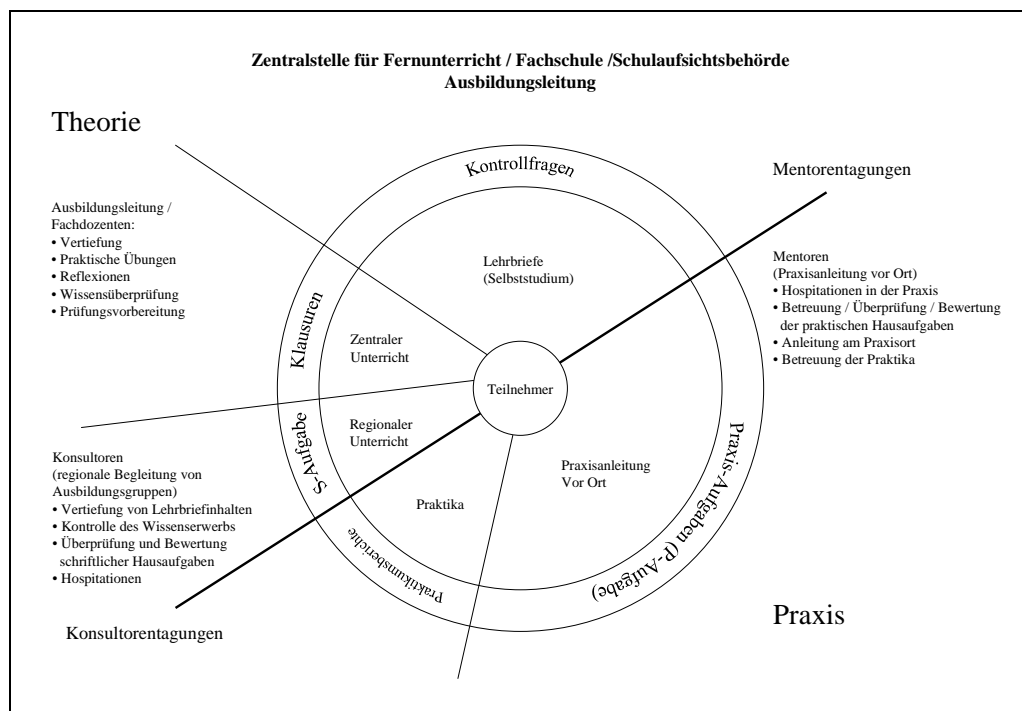 Zentralstelle für Fernunterricht / Fachschule /Schulaufsichtsbehörde
Ausbildungsleitung
Theorie
Kontrollfragen
Mentorentagungen
Ausbildungsleitung /
Fachdozenten:
• Vertiefung
• Praktische Übungen
• Reflexionen
• Wissensüberprüfung
• Prüfungsvorbereitung
Lehrbriefe
(Selbststudium)
Mentoren
(Praxisanleitung vor Ort)
• Hospitationen in der Praxis
• Betreuung / Überprüfung / Bewertung
der praktischen Hausaufgaben
• Anleitung am Praxisort
• Betreuung der Praktika
Klausuren
Zentraler
Unterricht
Teilnehmer
S-Aufgabe
Regionaler
Unterricht
Konsultoren
(regionale Begleitung von
Ausbildungsgruppen)
• Vertiefung von Lehrbriefinhalten
• Kontrolle des Wissenserwerbs
• Überprüfung und Bewertung
schriftlicher Hausaufgaben
• Hospitationen
Praktika
Praxisanleitung
Vor Ort
Praxis-Aufgaben (P-Aufgabe)
Praktikumsberichte
Praxis
Konsultorentagungen